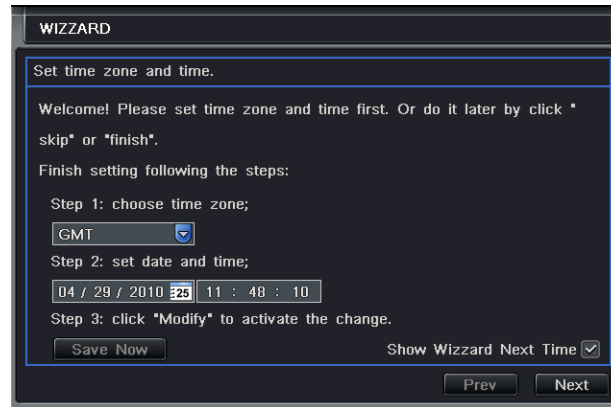 WIZZARD
Set time zone and time.
Welcome! Please set time zone and time first. Or do it later by click "
skip" or "finish".
Finish setting following the steps:
Step 1: choose time zone;
GMT
Step 2: set date and time;
04 / 29 / 2010 25 11 : 48 : 10
Step 3: click "Modify" to activate the change.
Save Now Show Wizzard Next Time
Prev Next